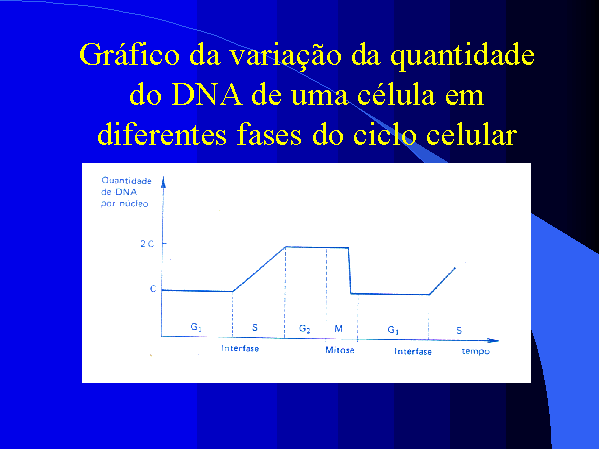 Gráfico da variação da quantidade
do DNA de uma célula em
diferentes fases do ciclo celular
Quantidade
de DNA
por núcleo
2 C
C
G₁ S G₂ M G₁ S
Interfase Mitose Interfase tempo